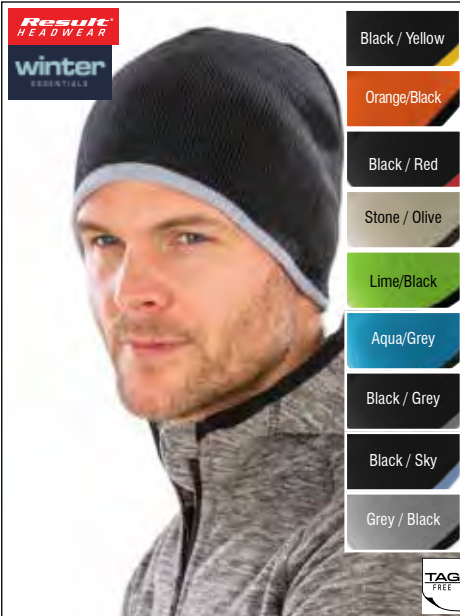 Result®
HEADWEAR
winter
ESSENTIALS
Black / Yellow
Orange/Black
Black / Red
Stone / Olive
Lime/Black
Aqua/Grey
Black / Grey
Black / Sky
Grey / Black
TAG
FREE